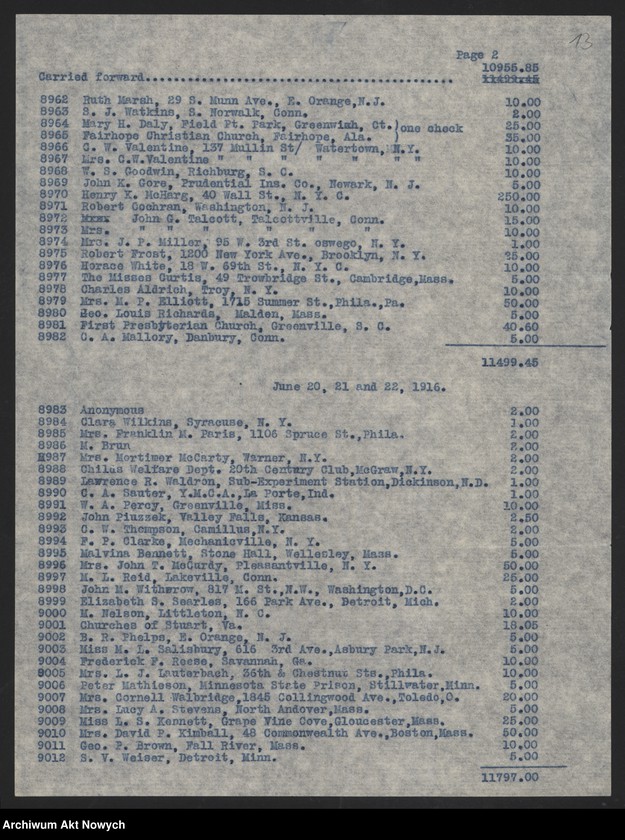 13
Page 2
10955.85
Carried forward................................................ 11499.45
8962 Ruth Marsh, 29 S. Munn Ave., E. Orange,N.J. 10.00
8963 S. J. Watkins, S. Norwalk, Conn. 2.00
8964 Mary H. Daly, Field Pt. Park, Greenwiah, Ct.)one check 25.00
8965 Fairhope Christian Church, Fairhope, Ala. ) 35.00
8966 C. W. Valentine, 137 Mullin St/ Watertown, N.Y. 10.00
8967 Mrs. C.W.Valentine " " " " " " " 10.00
8968 W. S. Goodwin, Richburg, S. C. 10.00
8969 John K. Gore, Prudential Ins. Co., Newark, N. J. 5.00
8970 Henry K. McHarg, 40 Wall St., N. Y. C. 250.00
8971 Robert Cochran, Washington, N. J. 10.00
8972 Mxxx John G. Talcott, Talcottville, Conn. 15.00
8973 Mrs. " " " " " 10.00
8974 Mrs. J. P. Miller, 95 W. 3rd St. oswego, N. Y. 1.00
8975 Robert Frost, 1200 New York Ave., Brooklyn, N. Y. 25.00
8976 Horace White, 18 W. 69th St., N. Y. C. 10.00
8977 The Misses Curtis, 49 Trowbridge St., Cambridge,Mass. 5.00
8978 Charles Aldrich, Troy, N. Y. 10.00
8979 Mrs. M. P. Elliott, 1715 Summer St.,Phila.,Pa. 50.00
8980 Geo. Louis Richards, Malden, Mass. 5.00
8981 First Presbyterian Church, Greenville, S. C. 40.60
8982 C. A. Mallory, Danbury, Conn. 5.00
11499.45
June 20, 21 and 22, 1916.
8983 Anonymous 2.00
8984 Clara Wilkins, Syracuse, N. Y. 1.00
8985 Mrs. Franklin M. Paris, 1106 Spruce St.,Phila. 2.00
8986 M. Brun 2.00
8987 Mrs. Mortimer McCarty, Warner, N.Y. 2.00
8988 Child Welfare Dept. 20th Century Club,McGraw,N.Y. 2.00
8989 Lawrence R. Waldron, Sub-Experiment Station,Dickinson,N.D. 1.00
8990 C. A. Sauter, Y.M.C.A.,La Porte,Ind. 1.00
8991 W. A. Percy, Greenville, Miss. 10.00
8992 John Piuzzek, Valley Falls, Kansas. 2.50
8993 C. W. Thompson, Camillus,N.Y. 2.00
8994 F. P. Clarke, Mechanicville, N. Y. 5.00
8995 Malvina Bennett, Stone Hall, Wellesley, Mass. 5.00
8996 Mrs. John T. McCurdy, Pleasantville, N. Y. 50.00
8997 M. L. Reid, Lakeville, Conn. 25.00
8998 John M. Witherow, 817 M. St.,N.W., Washington,D.C. 5.00
8999 Elizabeth S. Searles, 166 Park Ave., Detroit, Mich. 2.00
9000 M. Nelson, Littleton, N. C. 10.00
9001 Churches of Stuart, Va. 18.05
9002 B. R. Phelps, E. Orange, N. J. 5.00
9003 Miss M. L. Salisbury, 616 3rd Ave.,Asbury Park,N.J. 5.00
9004 Frederick F. Reese, Savannah, Ga. 10.00
9005 Mrs. L. J. Lauterbach, 36th & Chestnut Sts.,Phila. 10.00
9006 Peter Mathieson, Minnesota State Prison, Stillwater,Minn. 5.00
9007 Mrs. Cornell Walbridge,1845 Collingwood Ave.,Toledo,O. 20.00
9008 Mrs. Lucy A. Stevens, North Andover,Mass. 5.00
9009 Miss L. S. Kennett, Grape Vine Cove,Gloucester,Mass. 25.00
9010 Mrs. David P. Kimball, 48 Commonwealth Ave.,Boston,Mass. 50.00
9011 Geo. P. Brown, Fall River, Mass. 10.00
9012 S. V. Weiser, Detroit, Minn. 5.00
11797.00
Archiwum Akt Nowych